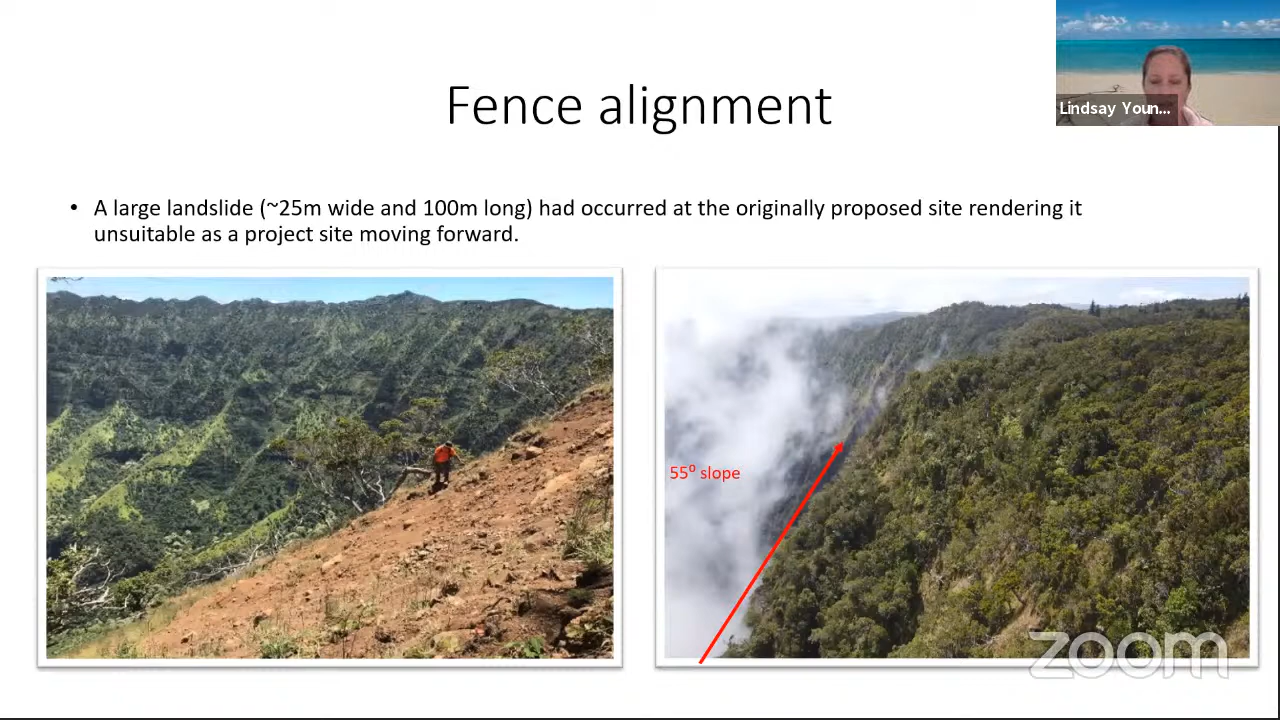 Fence alignment
Lindsay Youn...
• A large landslide (~25m wide and 100m long) had occurred at the originally proposed site rendering it
unsuitable as a project site moving forward.
55⁰ slope
zoom